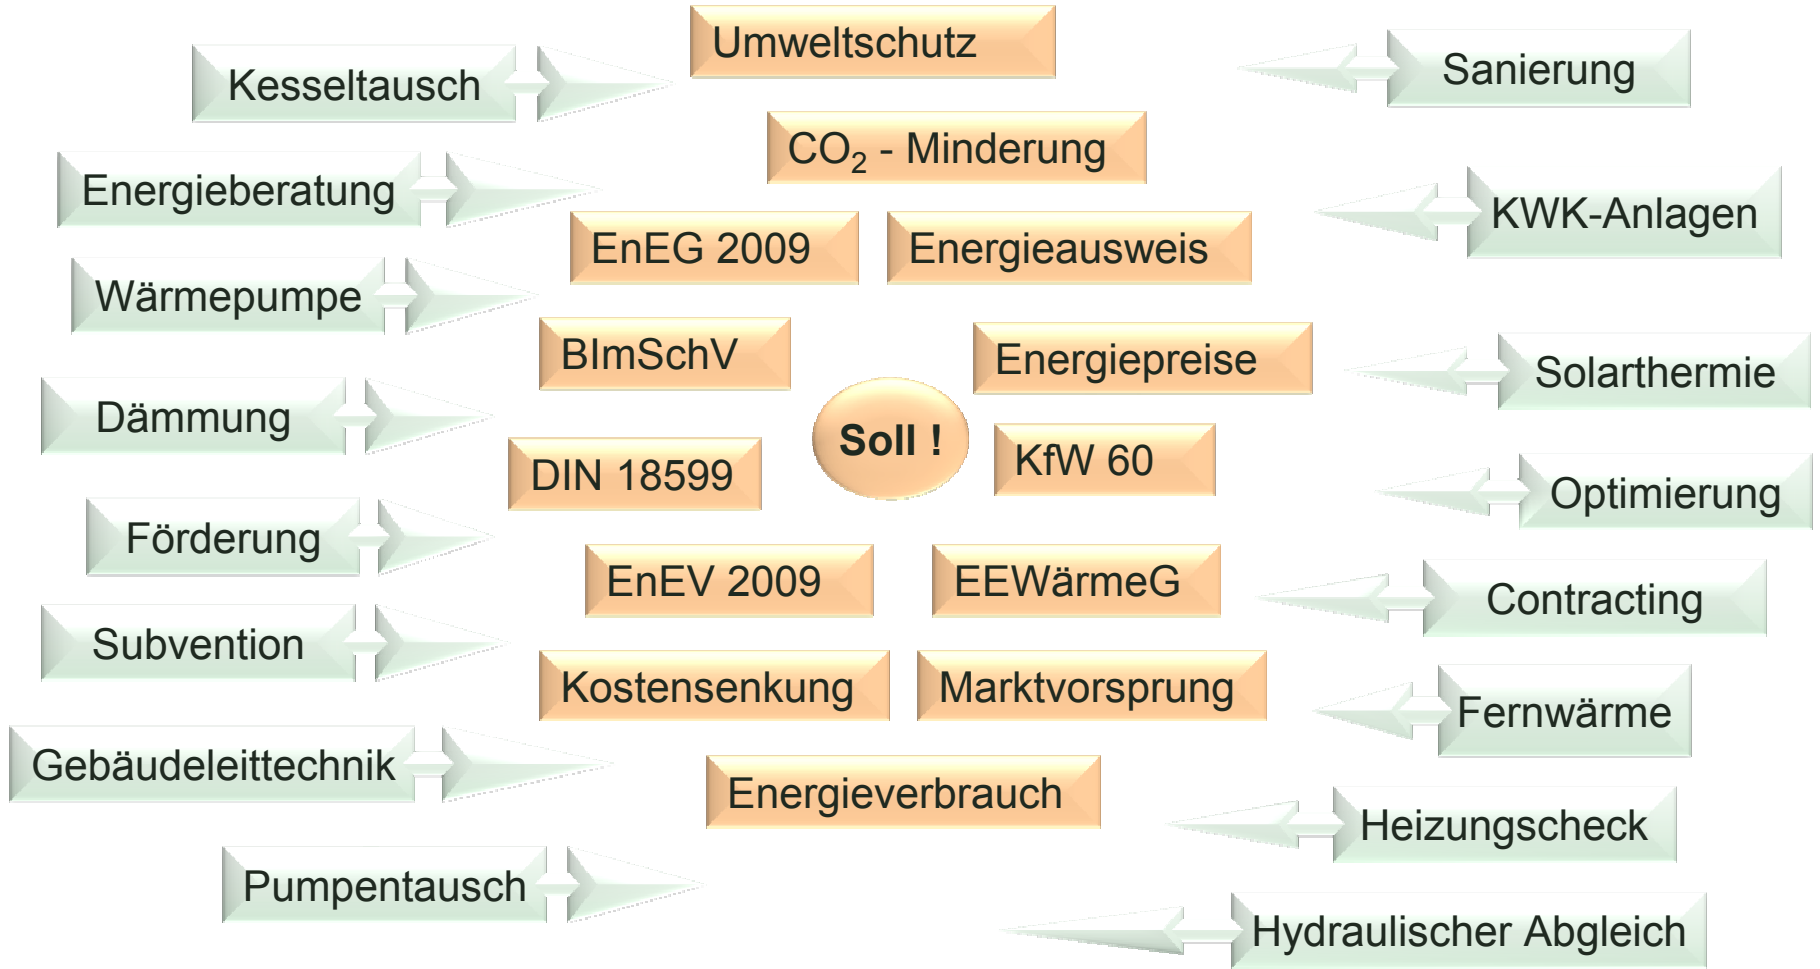 Umweltschutz
Kesseltausch
Sanierung
CO₂ - Minderung
Energieberatung
KWK-Anlagen
EnEG 2009
Energieausweis
Wärmepumpe
BImSchV
Energiepreise
Solarthermie
Dämmung
Soll !
KfW 60
DIN 18599
Optimierung
Förderung
EnEV 2009
EEWärmeG
Contracting
Subvention
Kostensenkung
Marktvorsprung
Fernwärme
Gebäudeleittechnik
Energieverbrauch
Heizungscheck
Pumpentausch
Hydraulischer Abgleich